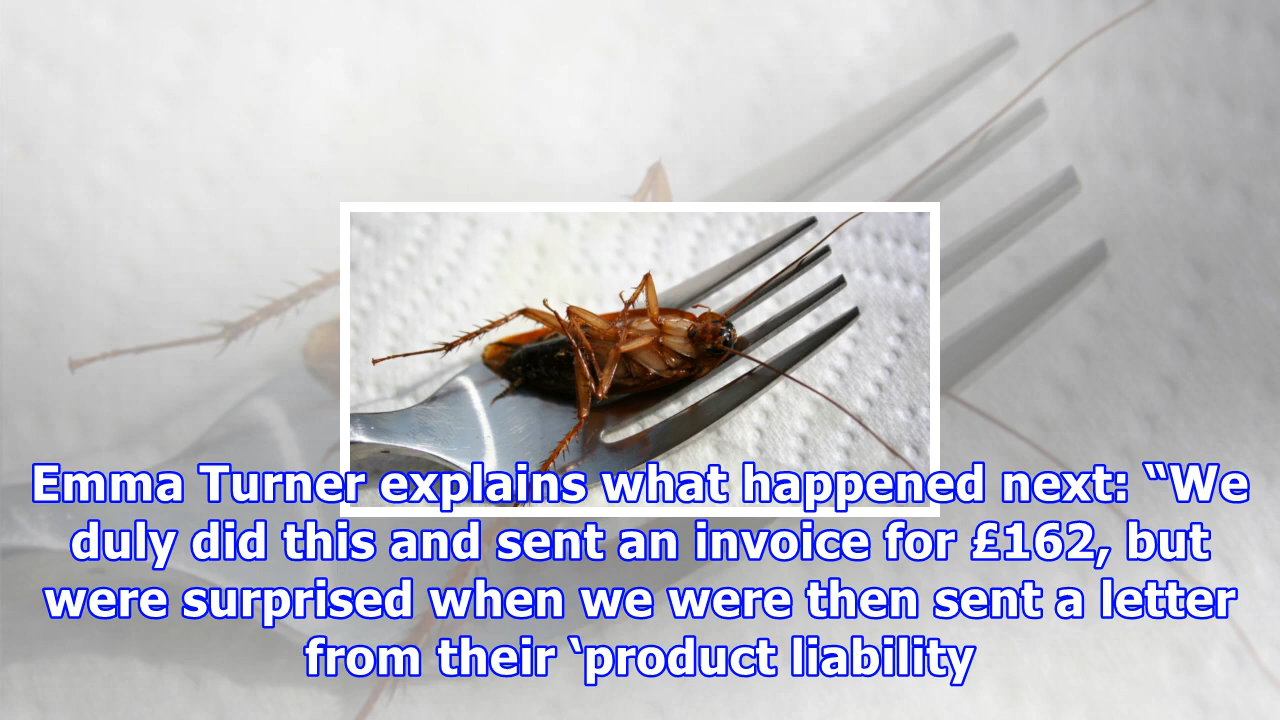 Emma Turner explains what happened next: “We
duly did this and sent an invoice for £162, but
were surprised when we were then sent a letter
from their ‘product liability